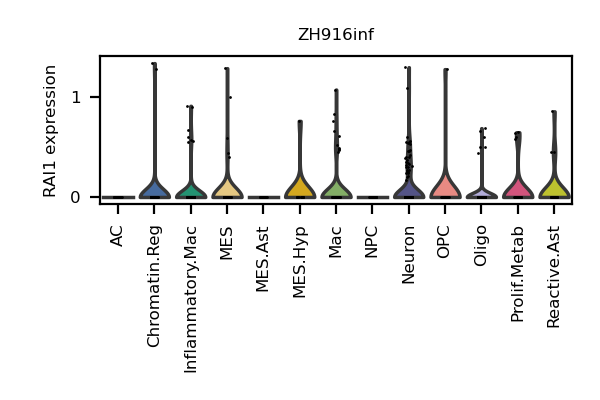 ZH916inf
RAI1 expression
1
0
AC
Chromatin.Reg
Inflammatory.Mac
MES
MES.Ast
MES.Hyp
Mac
NPC
Neuron
OPC
Oligo
Prolif.Metab
Reactive.Ast